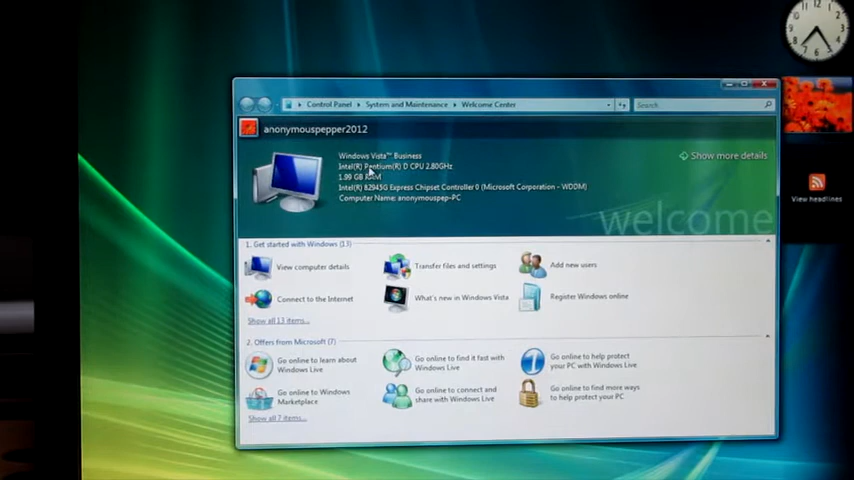 Control Panel ▸ System and Maintenance ▸ Welcome Center
Search
anonymouspepper2012
Windows Vista™ Business
Intel(R) Pentium(R) D CPU 2.80GHz
1.99 GB RAM
Intel(R) 82945G Express Chipset Controller 0 (Microsoft Corporation - WDDM)
Computer Name: anonymouspep-PC
Show more details
welcome
View headlines
1. Get started with Windows (13)
View computer details
Transfer files and settings
Add new users
Connect to the Internet
What's new in Windows Vista
Register Windows online
Show all 13 items...
2. Offers from Microsoft (7)
Go online to learn about
Windows Live
Go online to find it fast with
Windows Live
Go online to help protect
your PC with Windows Live
Go online to Windows
Marketplace
Go online to connect and
share with Windows Live
Go online to find more ways
to help protect your PC
Show all 7 items...